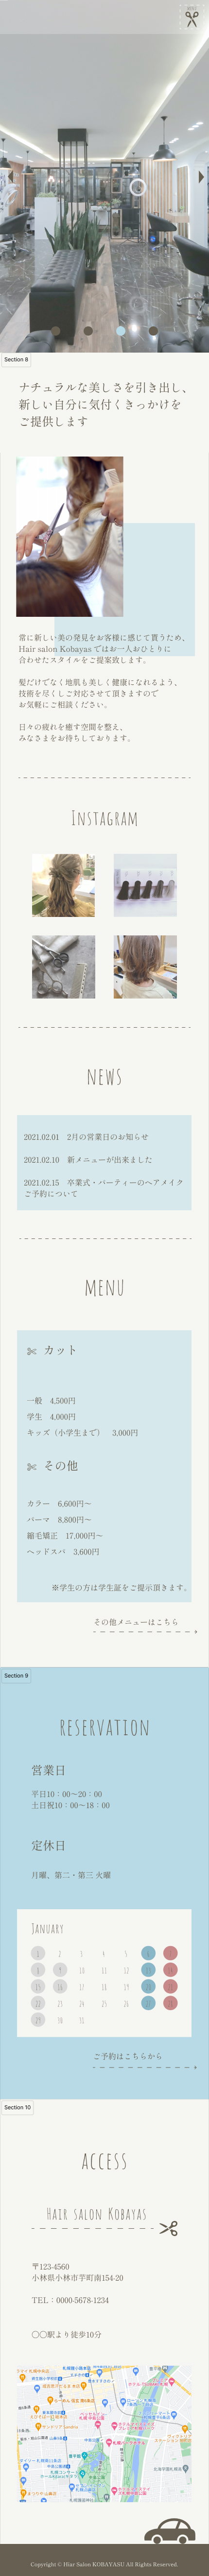 MENU
Section 8
ナチュラルな美しさを引き出し、
新しい自分に気付くきっかけを
ご提供します
常に新しい美の発見をお客様に感じて貰うため、
Hair salon Kobayas ではお一人おひとりに
合わせたスタイルをご提案致します。
髪だけでなく地肌も美しく健康になれるよう、
技術を尽くしご対応させて頂きますので
お気軽にご相談ください。
日々の疲れを癒す空間を整え、
みなさまをお待ちしております。
Instagram
news
2021.02.01 2月の営業日のお知らせ
2021.02.10 新メニューが出来ました
2021.02.15 卒業式・パーティーのヘアメイク
ご予約について
menu
カット
一般 4,500円
学生 4,000円
キッズ（小学生まで） 3,000円
その他
カラー 6,600円～
パーマ 8,800円～
縮毛矯正 17,000円～
ヘッドスパ 3,600円
※学生の方は学生証をご提示頂きます。
その他メニューはこちら
Section 9
reservation
営業日
平日10：00～20：00
土日祝10：00～18：00
定休日
月曜、第二・第三 火曜
January
1 2 3 4 5 6 7
8 9 10 11 12 13 14
15 16 17 18 19 20 21
22 23 24 25 26 27 28
29 30 31
ご予約はこちらから
Section 10
access
Hair salon Kobayas
〒123-4560
小林県小林市芋町南154-20
TEL：0000-5678-1234
〇〇駅より徒歩10分
Copyright © Hiar Salon KOBAYASU All Rights Reserved.